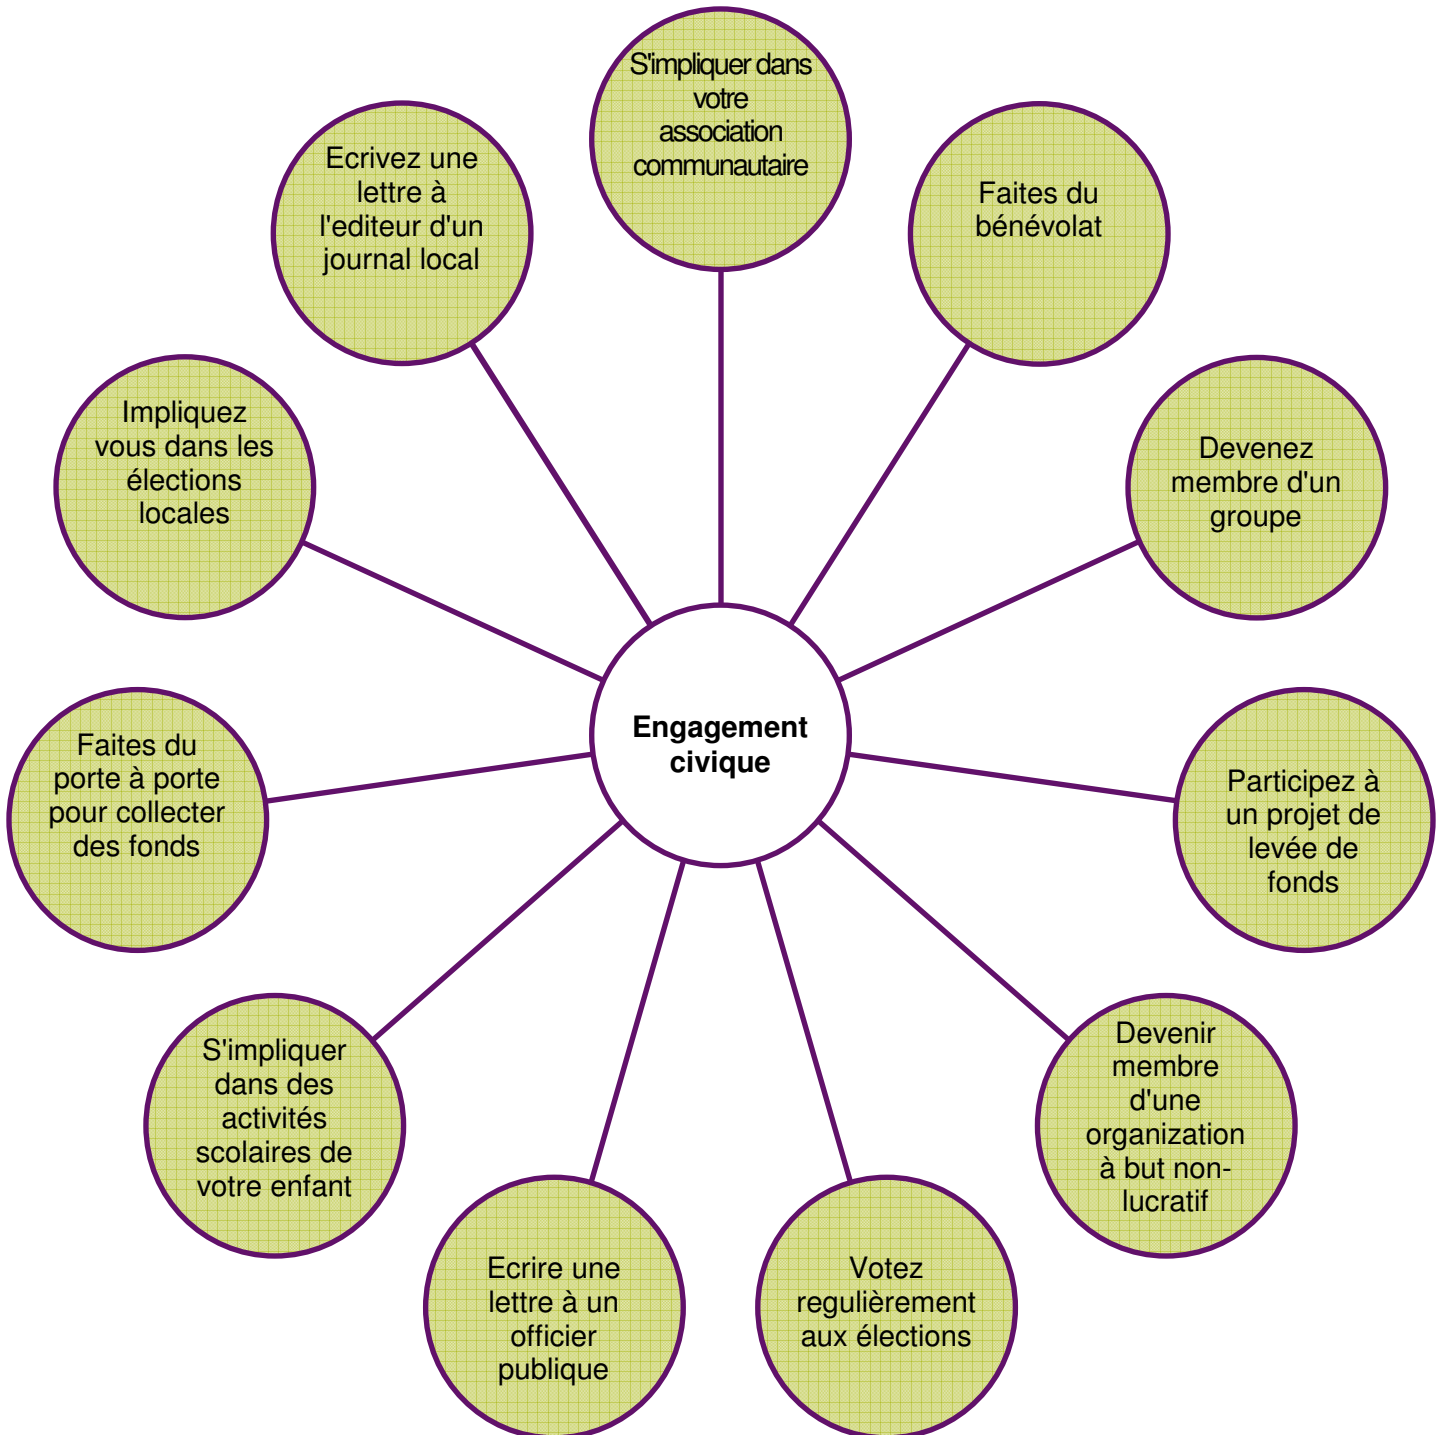 S'impliquer dans
votre
association
communautaire
Faites du
bénévolat
Devenez
membre d'un
groupe
Participez à
un projet de
levée de
fonds
Devenir
membre
d'une
organization
à but non-
lucratif
Votez
regulièrement
aux élections
Ecrire une
lettre à un
officier
publique
S'impliquer
dans des
activités
scolaires de
votre enfant
Faites du
porte à porte
pour collecter
des fonds
Impliquez
vous dans les
élections
locales
Ecrivez une
lettre à
l'editeur d'un
journal local
Engagement
civique